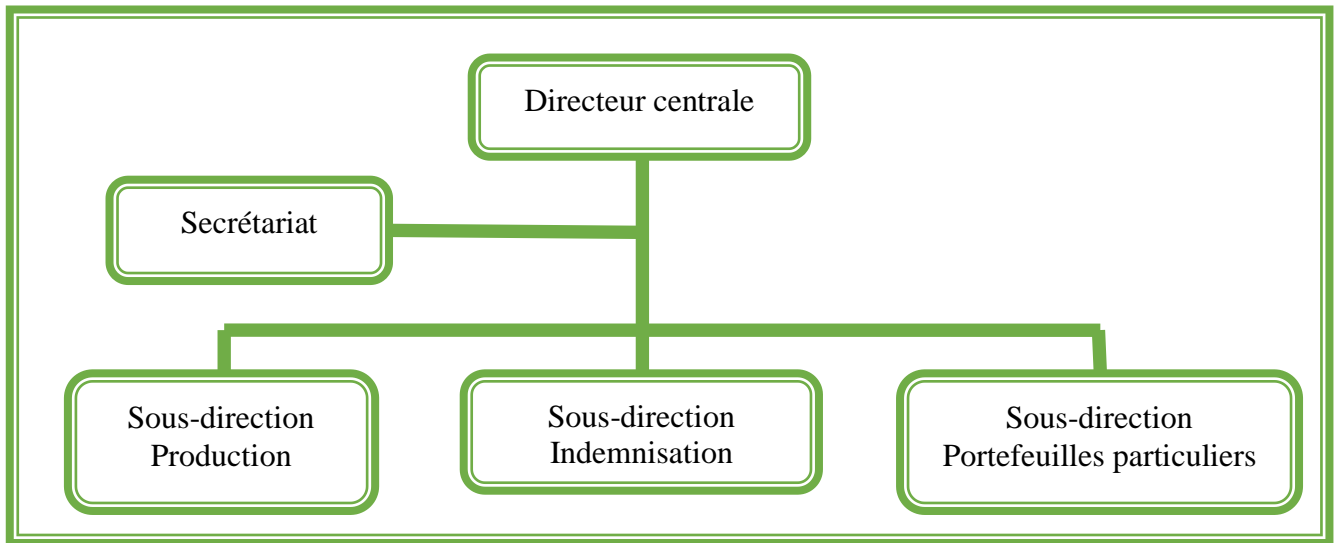 Directeur centrale
Secrétariat
Sous-direction
Production
Sous-direction
Indemnisation
Sous-direction
Portefeuilles particuliers